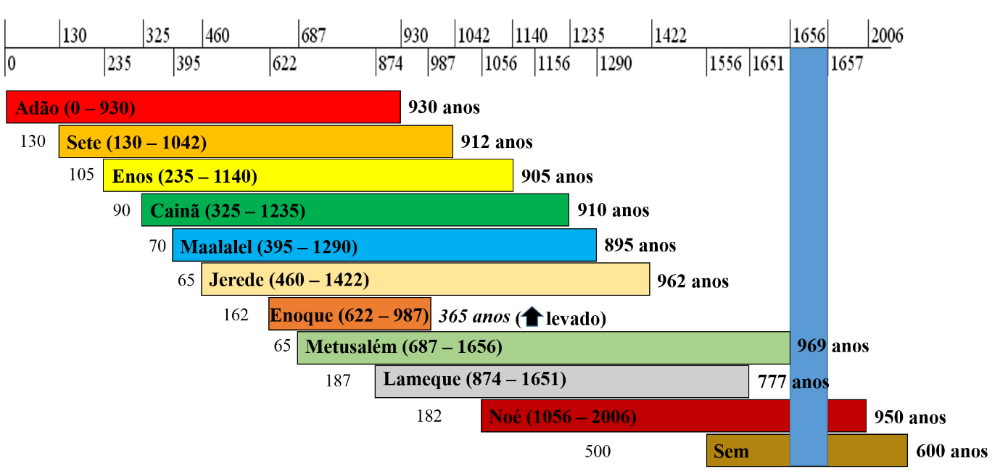 130 325 460 687 930 1042 1140 1235 1422 1656 2006
0 235 395 622 874 987 1056 1156 1290 1556 1651 1657
Adão (0 – 930) 930 anos
130 Sete (130 – 1042) 912 anos
105 Enos (235 – 1140) 905 anos
90 Cainã (325 – 1235) 910 anos
70 Maalalel (395 – 1290) 895 anos
65 Jerede (460 – 1422) 962 anos
162 Enoque (622 – 987) 365 anos ( levado)
65 Metusalém (687 – 1656) 969 anos
187 Lameque (874 – 1651) 777 anos
182 Noé (1056 – 2006) 950 anos
500 Sem 600 anos